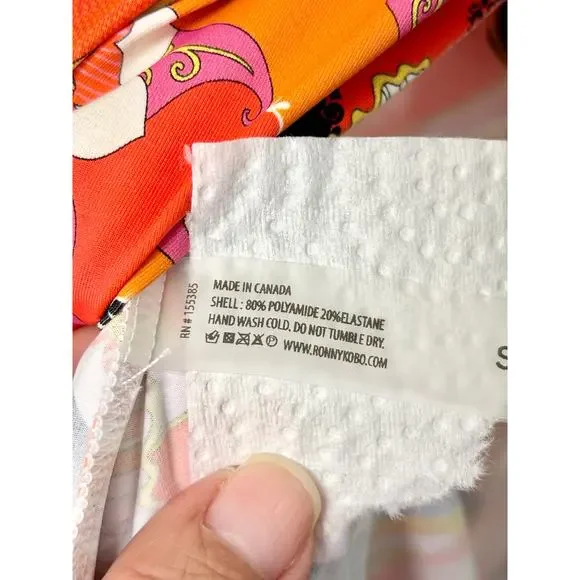 MADE IN CANADA
SHELL : 80% POLYAMIDE 20%ELASTANE
HAND WASH COLD. DO NOT TUMBLE DRY.
WWW.RONNYKOBO.COM
RN # 155385
S